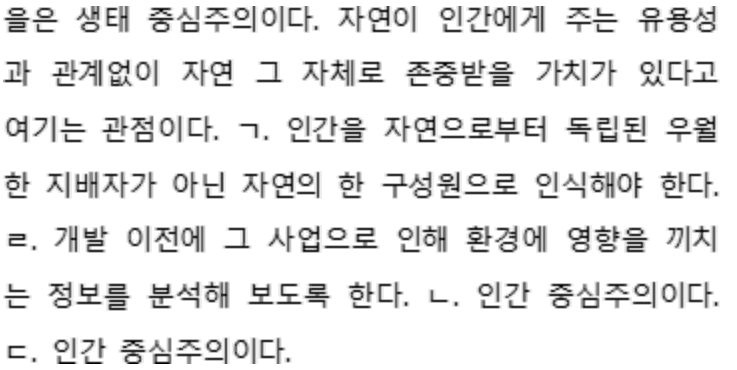 을은 생태 중심주의이다. 자연이 인간에게 주는 유용성
과 관계없이 자연 그 자체로 존중받을 가치가 있다고
여기는 관점이다. ㄱ. 인간을 자연으로부터 독립된 우월
한 지배자가 아닌 자연의 한 구성원으로 인식해야 한다.
ㄹ. 개발 이전에 그 사업으로 인해 환경에 영향을 끼치
는 정보를 분석해 보도록 한다. ㄴ. 인간 중심주의이다.
ㄷ. 인간 중심주의이다.